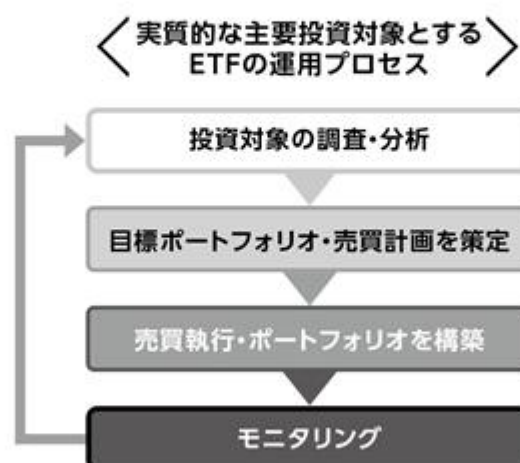 実質的な主要投資対象とする
ETFの運用プロセス
投資対象の調査・分析
目標ポートフォリオ・売買計画を策定
売買執行・ポートフォリオを構築
モニタリング